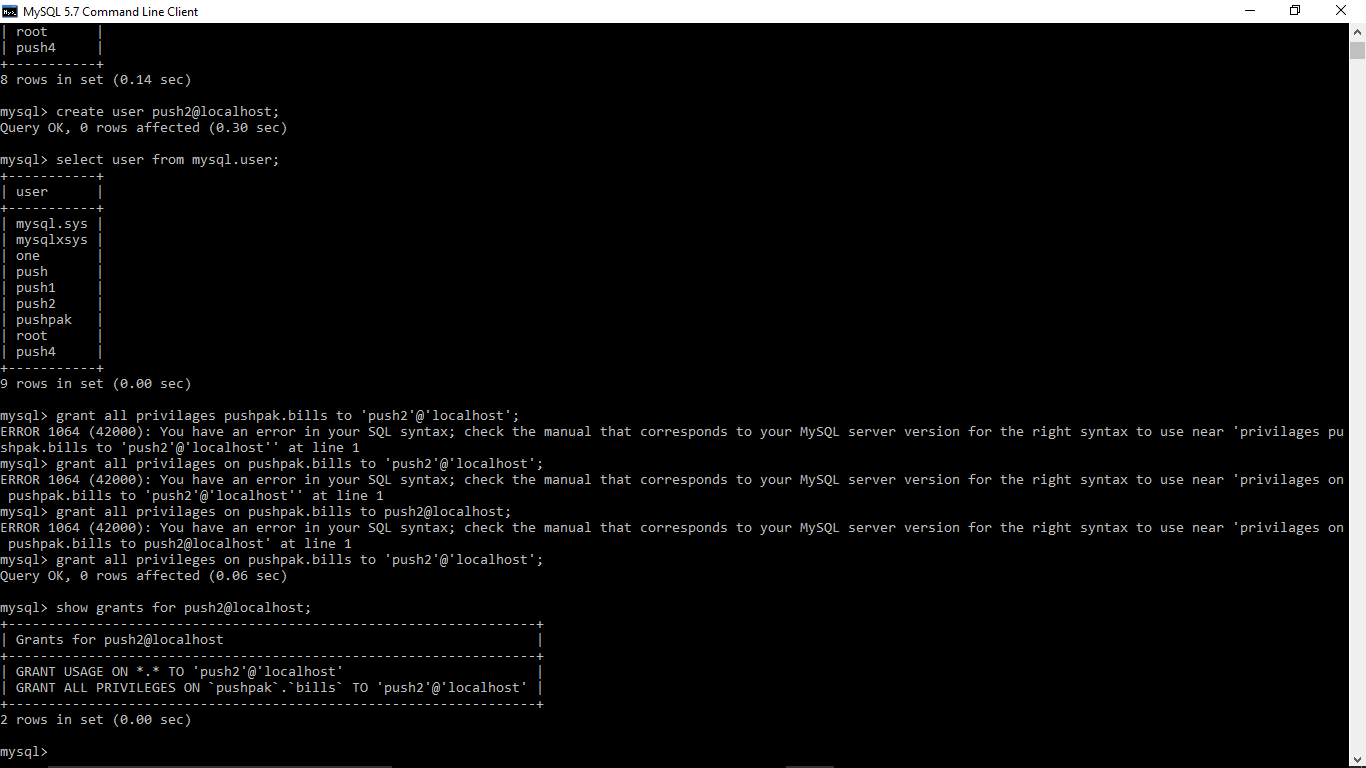 MySQL 5.7 Command Line Client
| root      |
| push4     |
+-----------+
8 rows in set (0.14 sec)
mysql> create user push2@localhost;
Query OK, 0 rows affected (0.30 sec)
mysql> select user from mysql.user;
+-----------+
| user      |
+-----------+
| mysql.sys |
| mysqlxsys |
| one       |
| push      |
| push1     |
| push2     |
| pushpak   |
| root      |
| push4     |
+-----------+
9 rows in set (0.00 sec)
mysql> grant all privilages pushpak.bills to 'push2'@'localhost';
ERROR 1064 (42000): You have an error in your SQL syntax; check the manual that corresponds to your MySQL server version for the right syntax to use near 'privilages pu
shpak.bills to 'push2'@'localhost'' at line 1
mysql> grant all privilages on pushpak.bills to 'push2'@'localhost';
ERROR 1064 (42000): You have an error in your SQL syntax; check the manual that corresponds to your MySQL server version for the right syntax to use near 'privilages on
 pushpak.bills to 'push2'@'localhost'' at line 1
mysql> grant all privilages on pushpak.bills to push2@localhost;
ERROR 1064 (42000): You have an error in your SQL syntax; check the manual that corresponds to your MySQL server version for the right syntax to use near 'privilages on
 pushpak.bills to push2@localhost' at line 1
mysql> grant all privileges on pushpak.bills to 'push2'@'localhost';
Query OK, 0 rows affected (0.06 sec)
mysql> show grants for push2@localhost;
+------------------------------------------------------------------+
| Grants for push2@localhost                                       |
+------------------------------------------------------------------+
| GRANT USAGE ON *.* TO 'push2'@'localhost'                        |
| GRANT ALL PRIVILEGES ON `pushpak`.`bills` TO 'push2'@'localhost' |
+------------------------------------------------------------------+
2 rows in set (0.00 sec)
mysql>